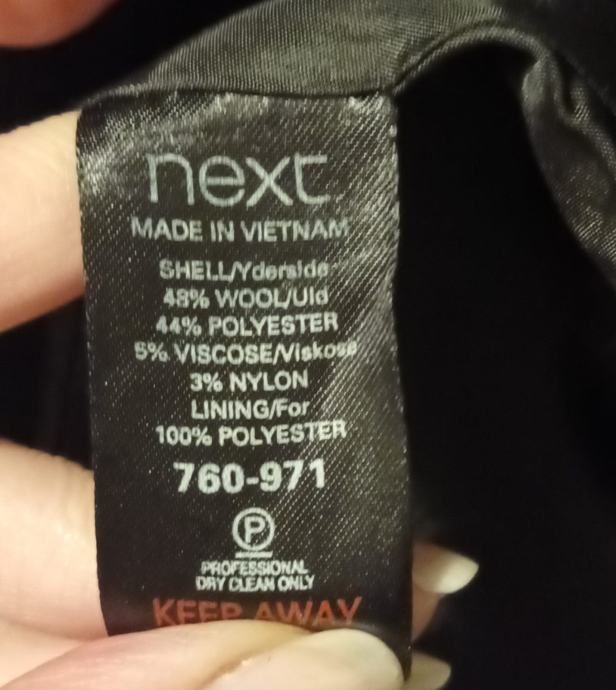 next
MADE IN VIETNAM
SHELL/Yderside
48% WOOL/Uld
44% POLYESTER
5% VISCOSE/Viskose
3% NYLON
LINING/For
100% POLYESTER
760-971
P
PROFESSIONAL
DRY CLEAN ONLY
KEEP AWAY